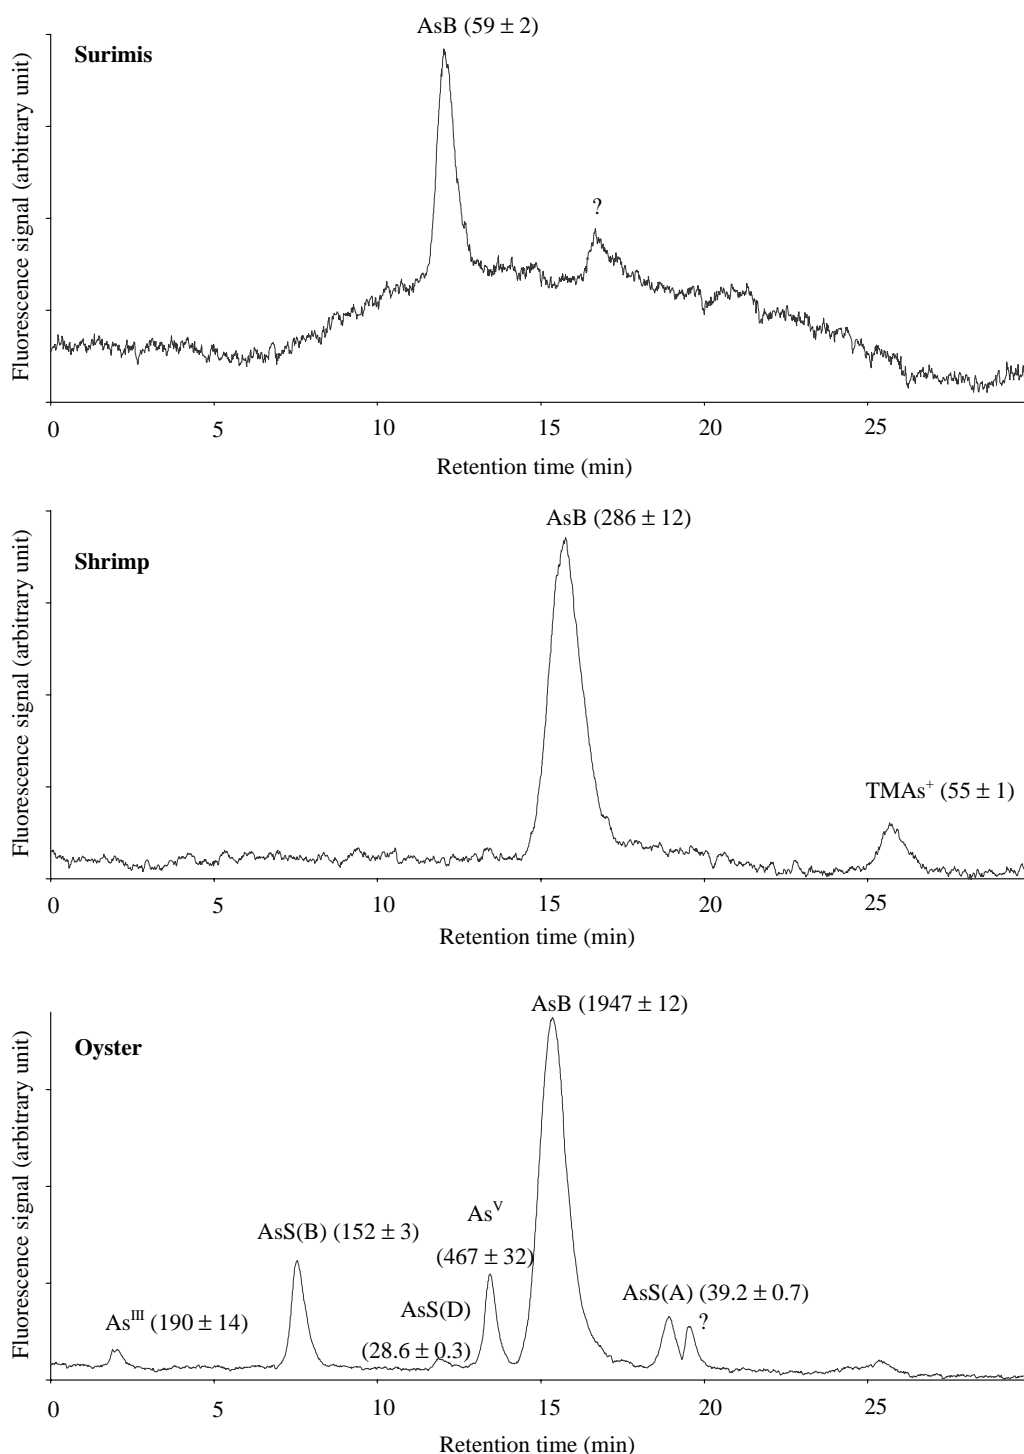 AsB (59 ± 2)
Surimis
Fluorescence signal (arbitrary unit)
?
0 5 10 15 20 25
Retention time (min)
AsB (286 ± 12)
Shrimp
Fluorescence signal (arbitrary unit)
TMAs⁺ (55 ± 1)
0 5 10 15 20 25
Retention time (min)
AsB (1947 ± 12)
Oyster
Fluorescence signal (arbitrary unit)
As^V
AsS(B) (152 ± 3)
(467 ± 32)
AsS(A) (39.2 ± 0.7)
AsS(D)
As^III (190 ± 14)
?
(28.6 ± 0.3)
0 5 10 15 20 25
Retention time (min)